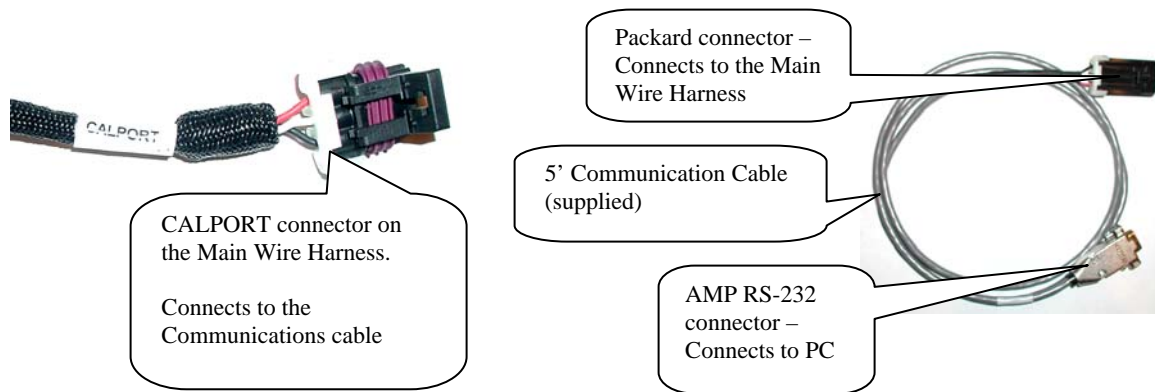 CALPORT
CALPORT connector on
the Main Wire Harness.
Connects to the
Communications cable
Packard connector –
Connects to the Main
Wire Harness
5’ Communication Cable
(supplied)
AMP RS-232
connector –
Connects to PC